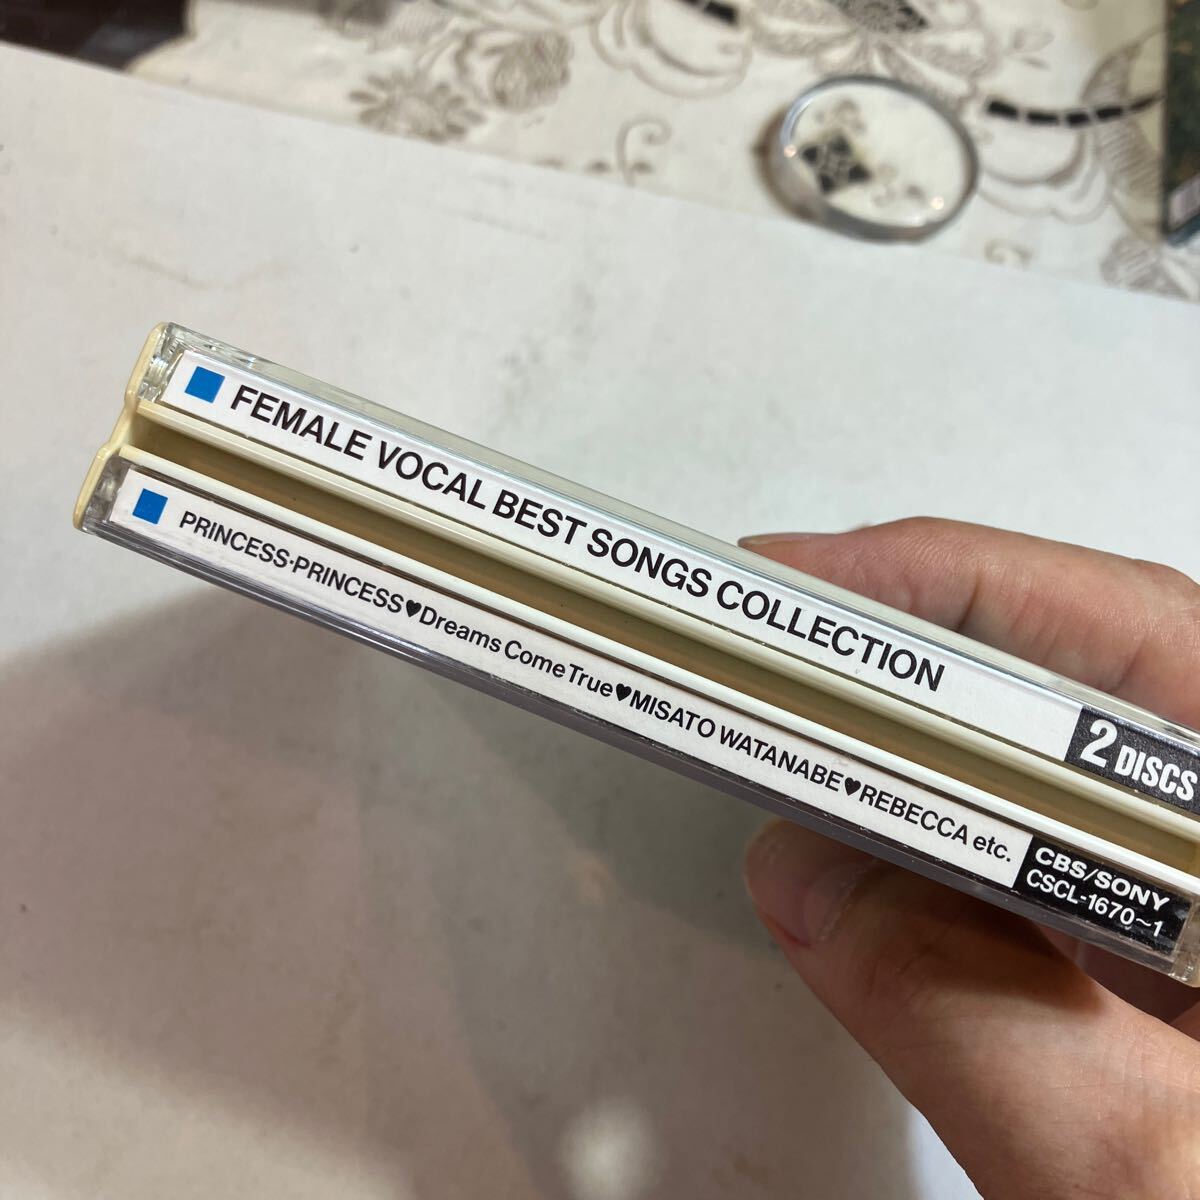 ■ FEMALE VOCAL BEST SONGS COLLECTION
2 DISCS
■ PRINCESS・PRINCESS♥Dreams Come True♥MISATO WATANABE♥REBECCA etc.
CBS/SONY
CSCL-1670~1